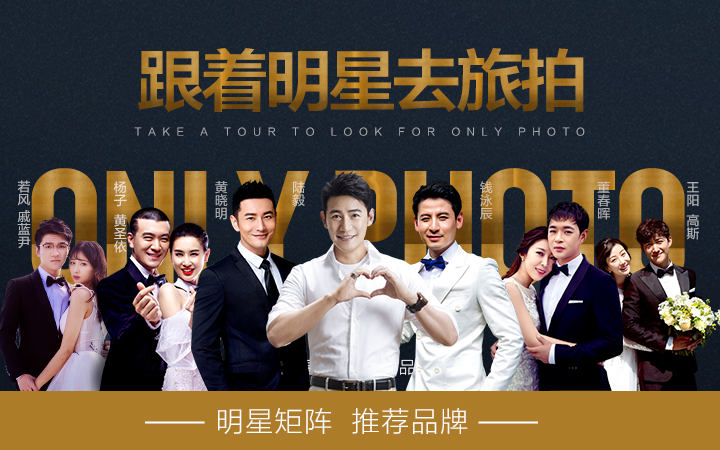 跟着明星去旅拍
TAKE A TOUR TO LOOK FOR ONLY PHOTO
ONLY PHOTO
若风 戚蓝尹
杨子 黄圣依
黄晓明
陆毅
钱泳辰
董春晖
王阳 高斯
品
明星矩阵 推荐品牌